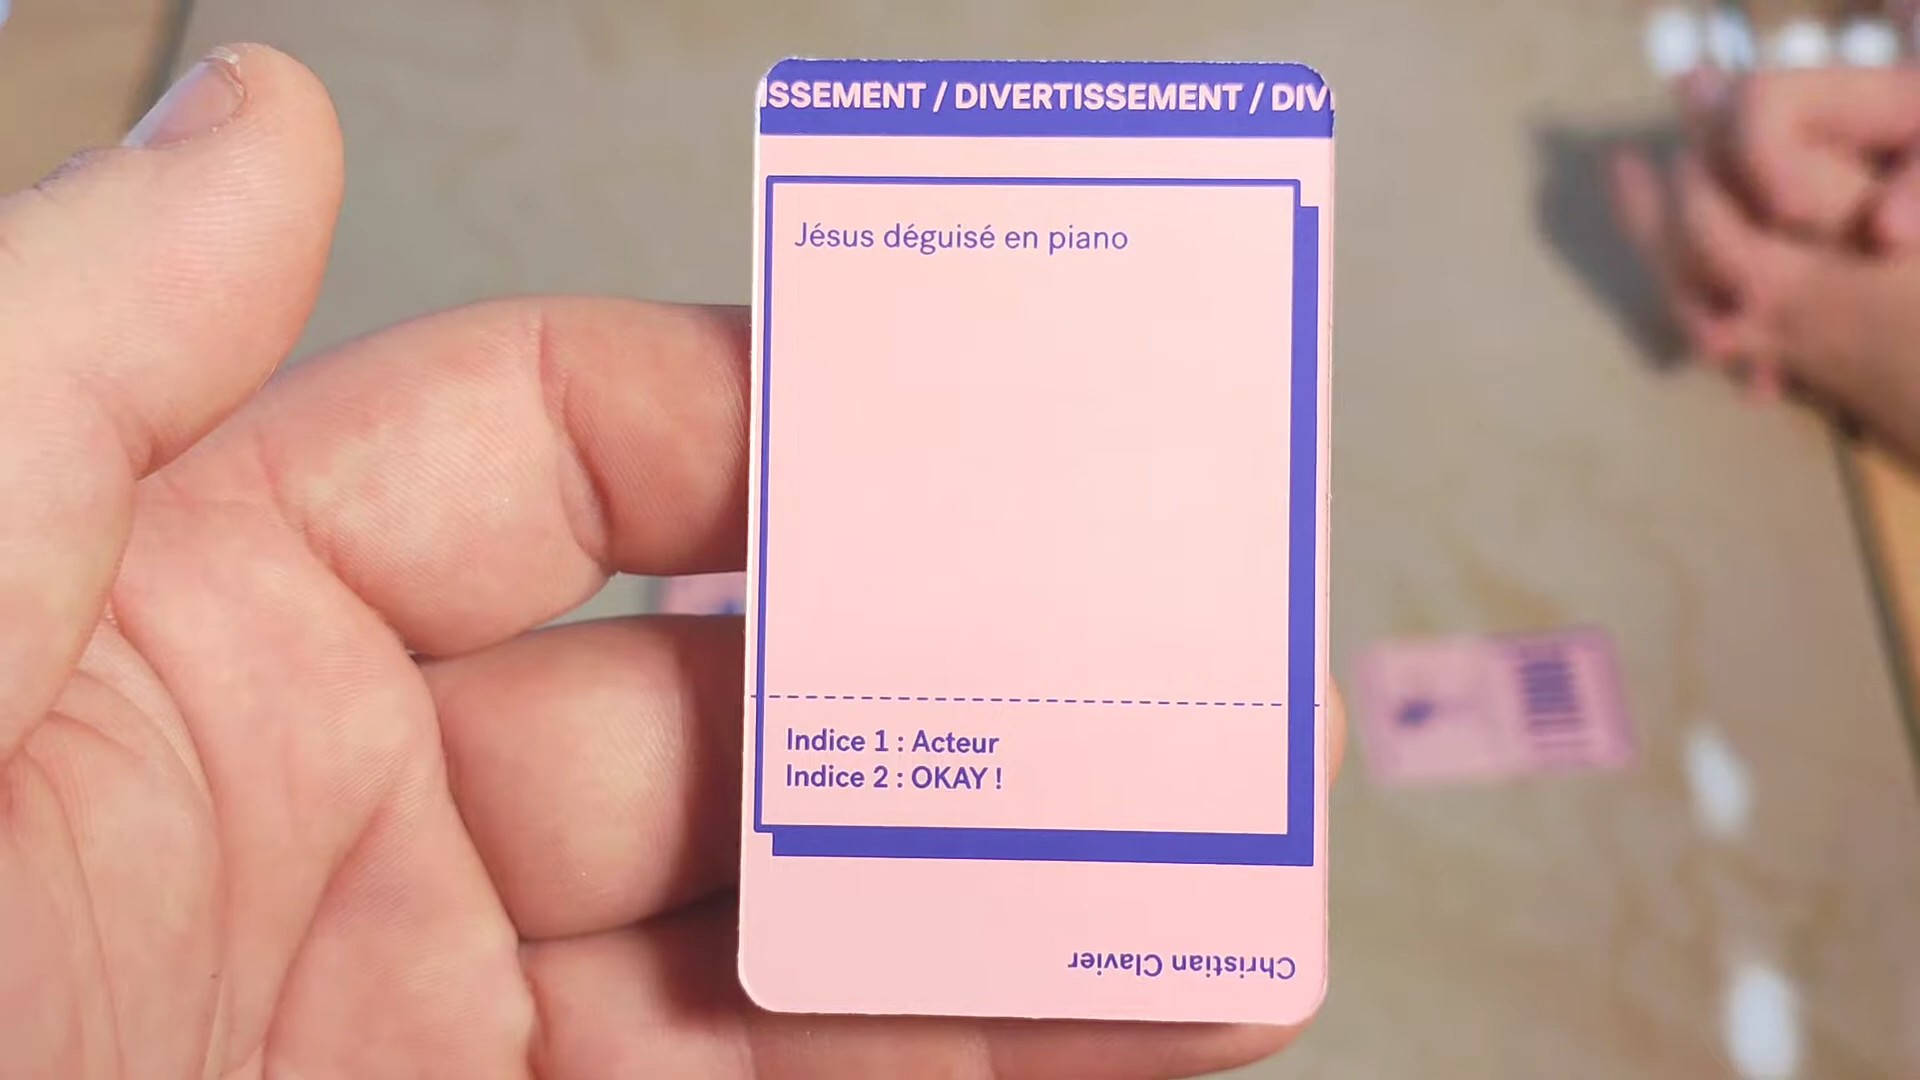 ISSEMENT / DIVERTISSEMENT / DIV
Jésus déguisé en piano
Indice 1 : Acteur
Indice 2 : OKAY !
Christian Clavier